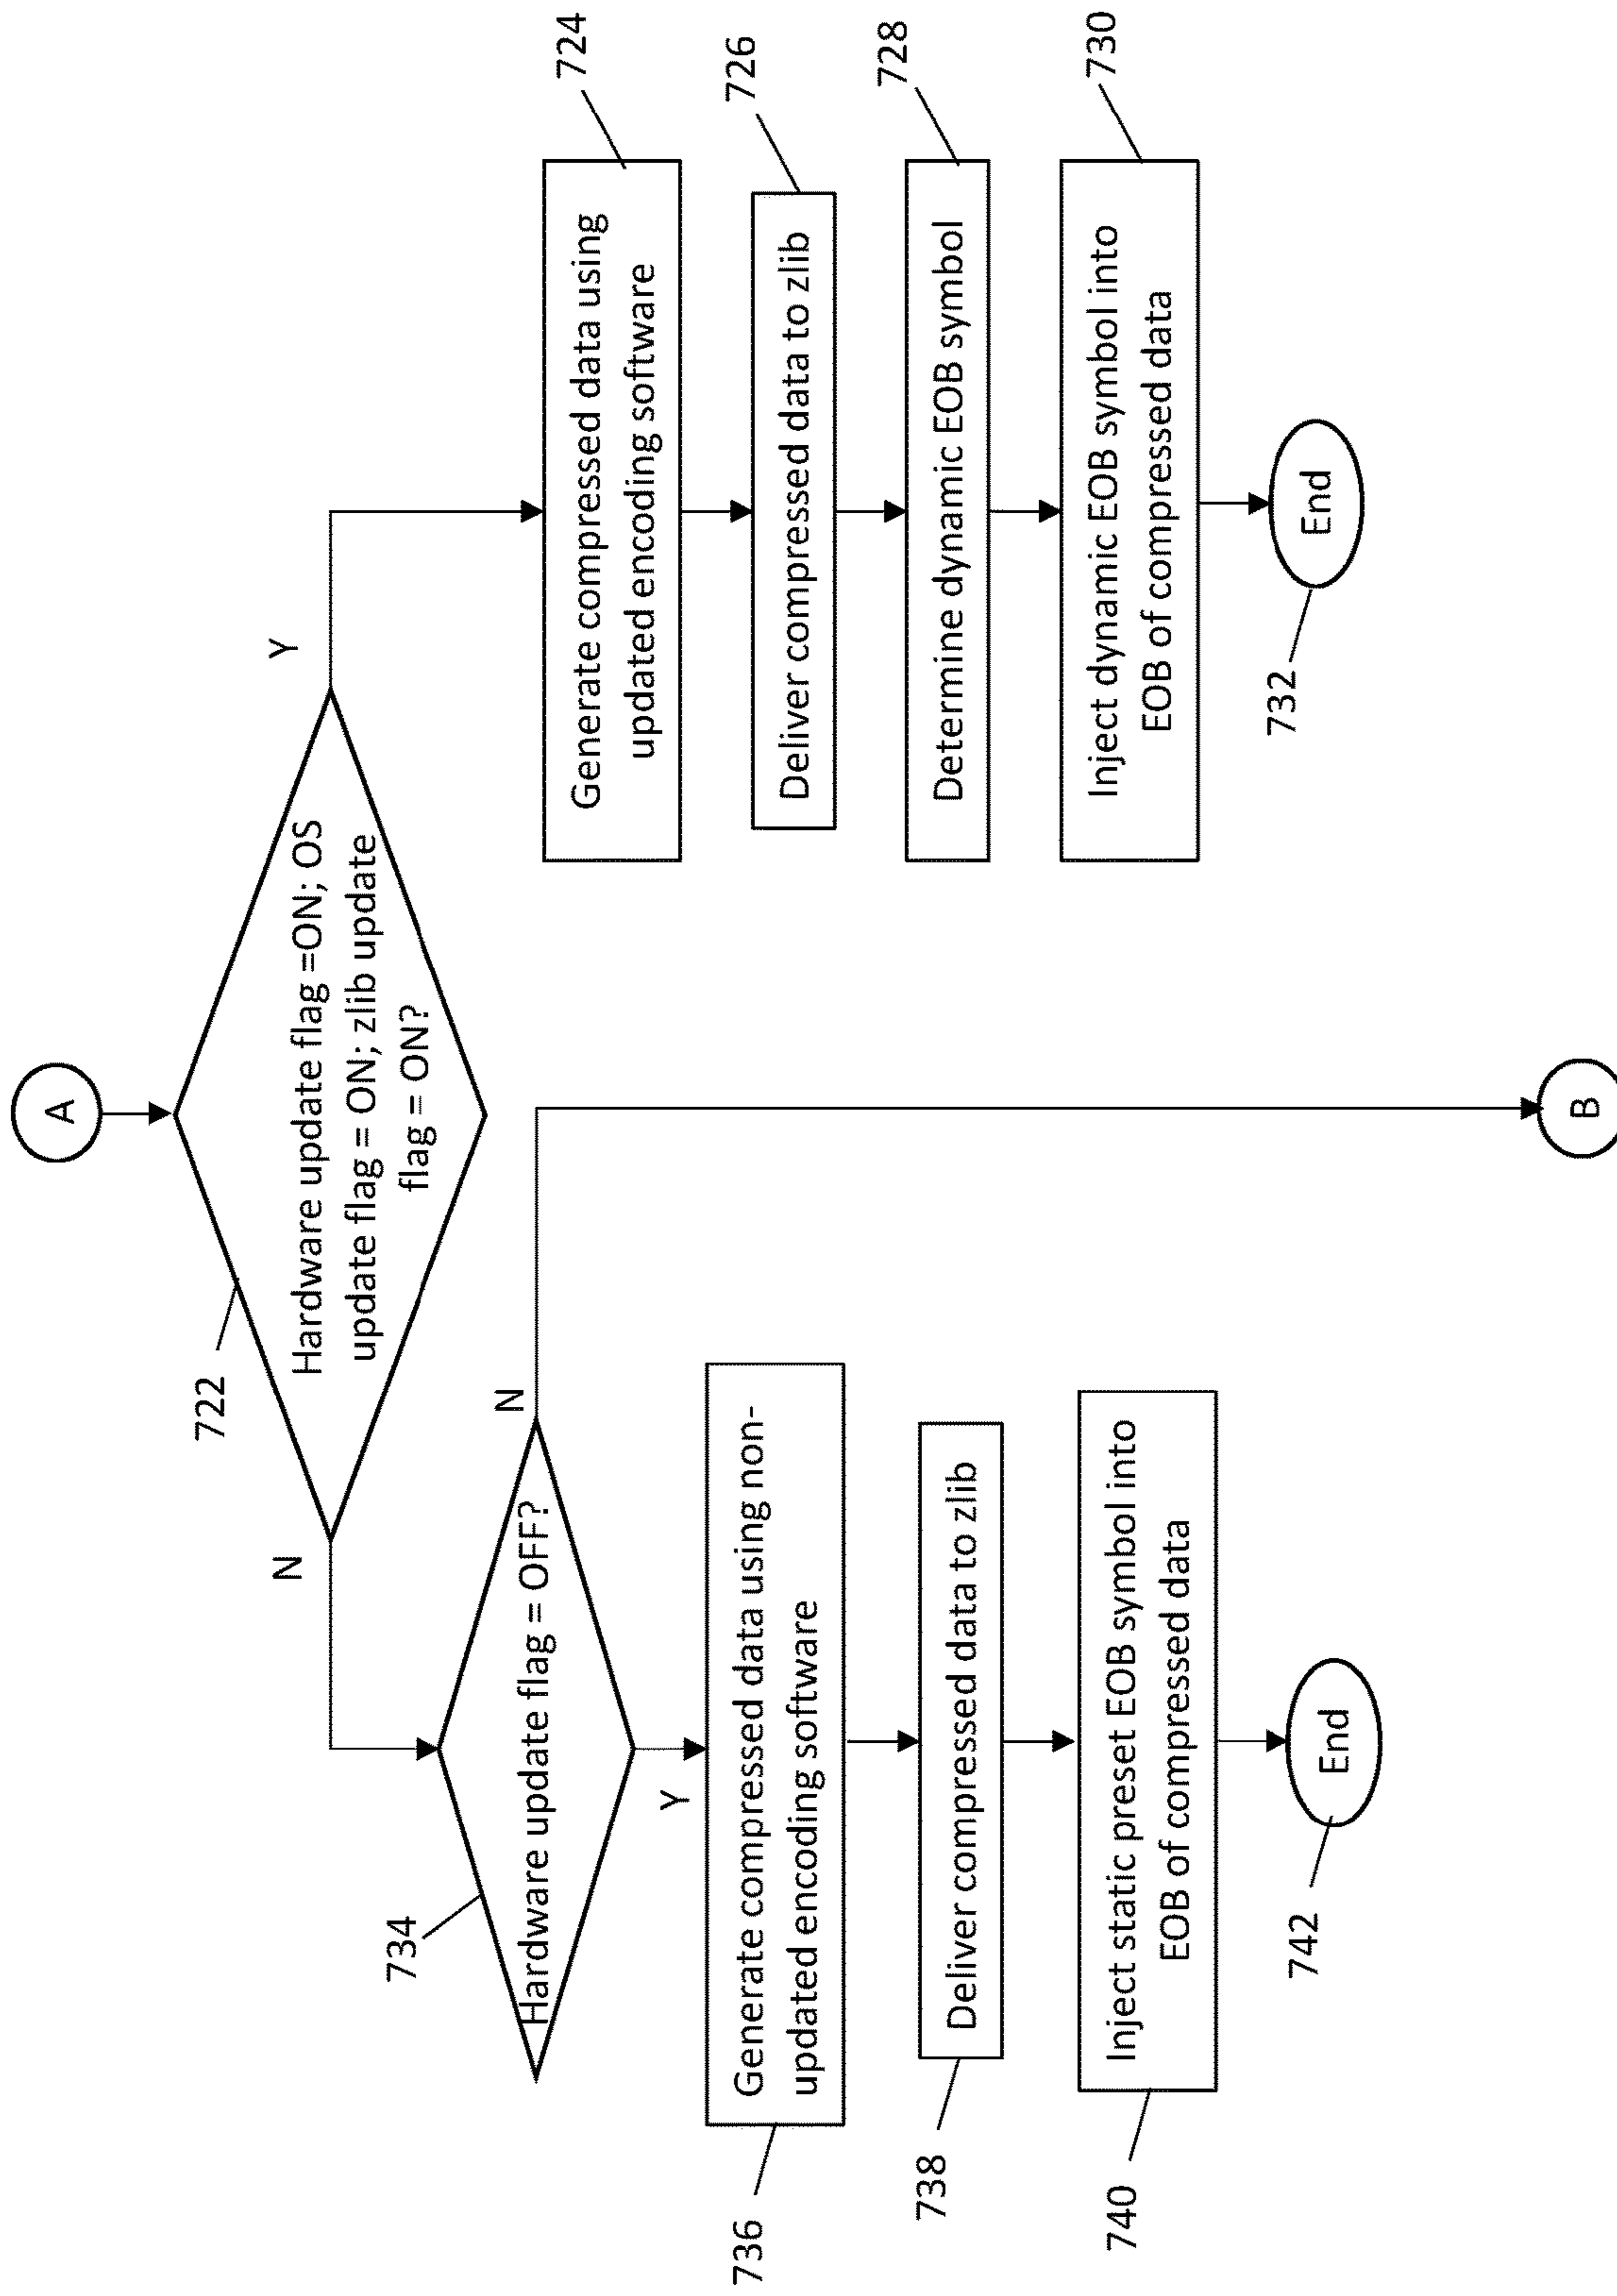 A
Hardware update flag =ON; OS
update flag = ON; zlib update
flag = ON?
722
N
Y
Hardware update flag = OFF?
734
N
Y
Generate compressed data using non-
updated encoding software
736
Deliver compressed data to zlib
738
Inject static preset EOB symbol into
EOB of compressed data
740
End
742
B
Generate compressed data using
updated encoding software
724
Deliver compressed data to zlib
726
Determine dynamic EOB symbol
728
Inject dynamic EOB symbol into
EOB of compressed data
730
End
732